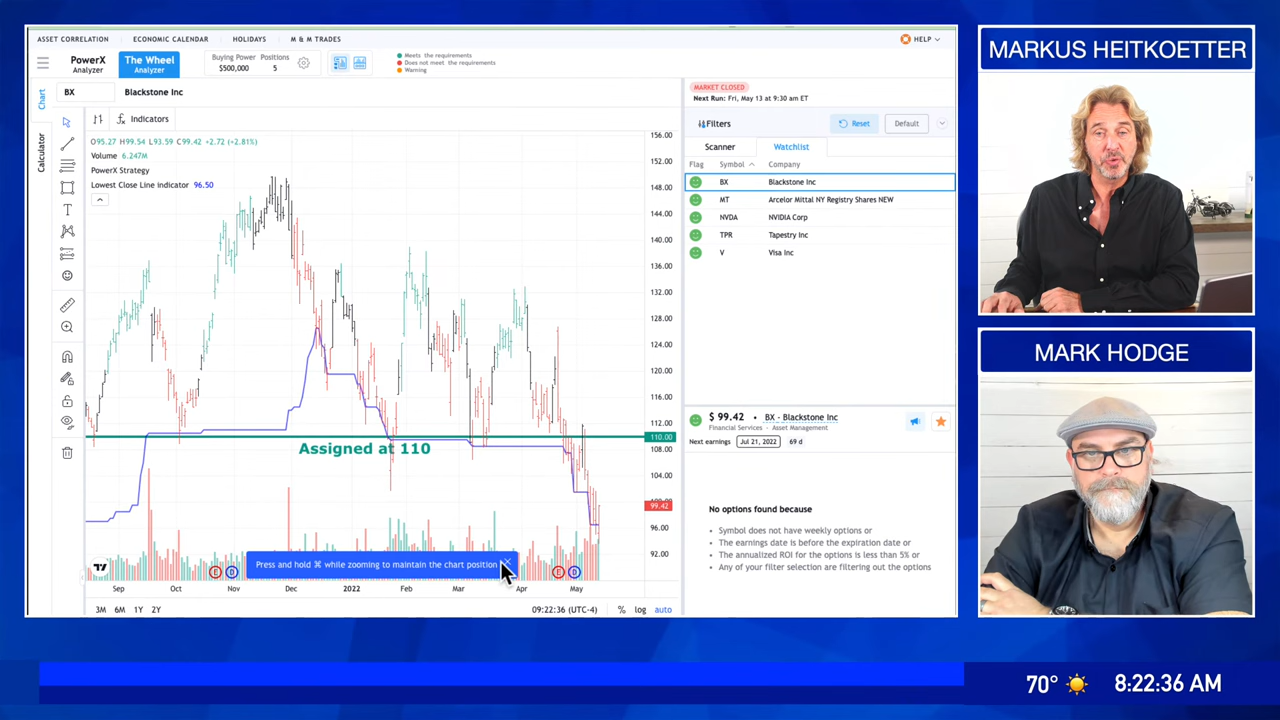 ASSET CORRELATION ECONOMIC CALENDAR HOLIDAYS M & M TRADES HELP
PowerX
Analyzer
The Wheel
Analyzer
Buying Power Positions
$500,000 5
Meets the requirements
Does not meet the requirements
Warning
Chart
Calculator
BX Blackstone Inc
Indicators
O95.27 H99.54 L93.59 C99.42 +2.72 (+2.81%)
Volume 6.247M
PowerX Strategy
Lowest Close Line indicator 96.50
156.00
152.00
148.00
144.00
140.00
136.00
132.00
128.00
124.00
120.00
116.00
112.00
110.00
108.00
104.00
99.42
96.00
92.00
Assigned at 110
Press and hold ⌘ while zooming to maintain the chart position
E D E D
Sep Oct Nov Dec 2022 Feb Mar Apr May
3M 6M 1Y 2Y 09:22:36 (UTC-4) % log auto
MARKET CLOSED
Next Run: Fri, May 13 at 9:30 am ET
Filters Reset Default
Scanner Watchlist
Flag Symbol Company
BX Blackstone Inc
MT Arcelor Mittal NY Registry Shares NEW
NVDA NVIDIA Corp
TPR Tapestry Inc
V Visa Inc
$ 99.42 • BX - Blackstone Inc
Financial Services • Asset Management
Next earnings Jul 21, 2022 69 d
No options found because
• Symbol does not have weekly options or
• The earnings date is before the expiration date or
• The annualized ROI for the options is less than 5% or
• Any of your filter selection are filtering out the options
MARKUS HEITKOETTER
MARK HODGE
70° 8:22:36 AM